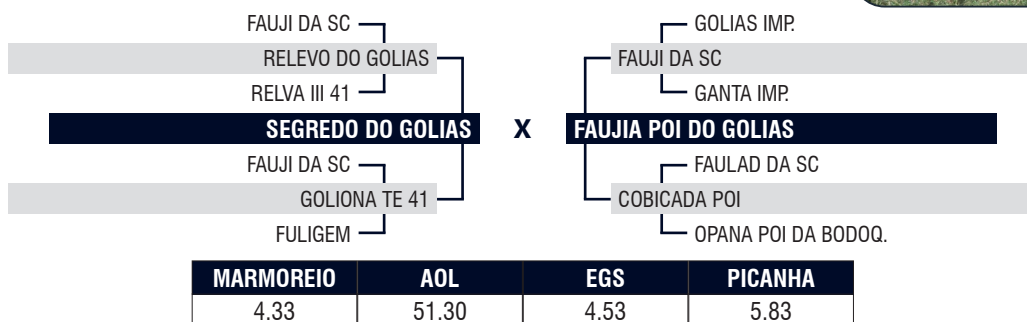 FAUJI DA SC GOLIAS IMP.
RELEVO DO GOLIAS FAUJI DA SC
RELVA III 41 GANTA IMP.
SEGREDO DO GOLIAS X FAUJIA POI DO GOLIAS
FAUJI DA SC FAULAD DA SC
GOLIONA TE 41 COBICADA POI
FULIGEM OPANA POI DA BODOQ.
MARMOREIO AOL EGS PICANHA
4.33 51.30 4.53 5.83